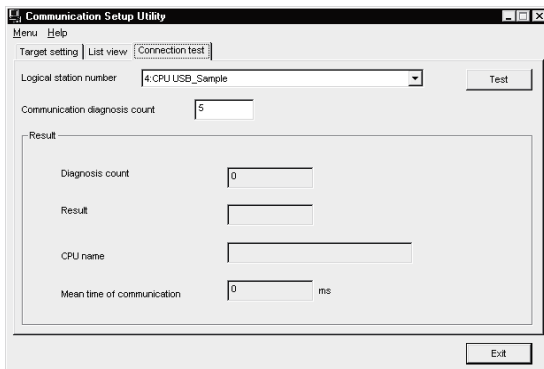 Communication Setup Utility
Menu Help
Target setting List view Connection test
Logical station number 4:CPU USB_Sample Test
Communication diagnosis count 5
Result
Diagnosis count 0
Result
CPU name
Mean time of communication 0 ms
Exit